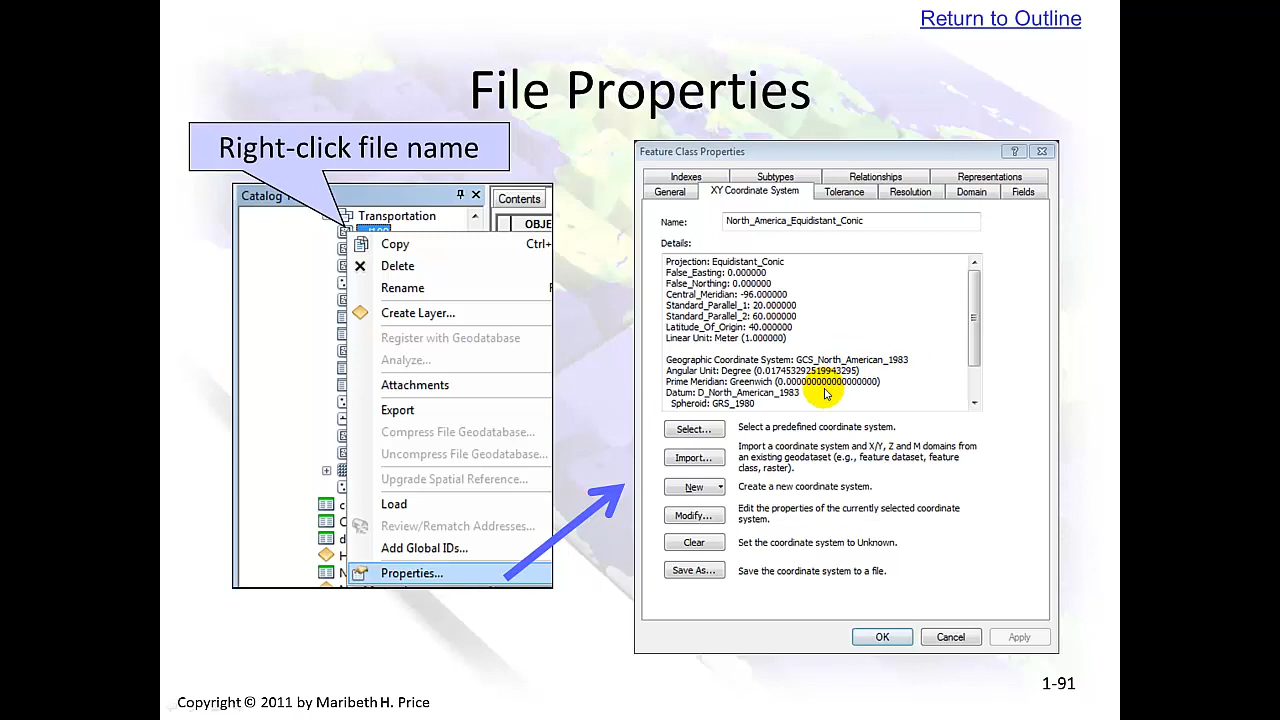 Return to Outline
File Properties
Right-click file name
Catalog
Transportation
Contents
OBJE
Copy Ctrl+
Delete
Rename
Create Layer...
Register with Geodatabase
Analyze...
Attachments
Export
Compress File Geodatabase...
Uncompress File Geodatabase...
Upgrade Spatial Reference...
Load
Review/Rematch Addresses...
Add Global IDs...
Properties...
Feature Class Properties
Indexes Subtypes Relationships Representations
General XY Coordinate System Tolerance Resolution Domain Fields
Name: North_America_Equidistant_Conic
Details:
Projection: Equidistant_Conic
False_Easting: 0.000000
False_Northing: 0.000000
Central_Meridian: -96.000000
Standard_Parallel_1: 20.000000
Standard_Parallel_2: 60.000000
Latitude_Of_Origin: 40.000000
Linear Unit: Meter (1.000000)
Geographic Coordinate System: GCS_North_American_1983
Angular Unit: Degree (0.017453292519943295)
Prime Meridian: Greenwich (0.000000000000000000)
Datum: D_North_American_1983
Spheroid: GRS_1980
Select... Select a predefined coordinate system.
Import... Import a coordinate system and X/Y, Z and M domains from
an existing geodataset (e.g., feature dataset, feature
class, raster).
New Create a new coordinate system.
Modify... Edit the properties of the currently selected coordinate
system.
Clear Set the coordinate system to Unknown.
Save As... Save the coordinate system to a file.
OK Cancel Apply
1-91
Copyright © 2011 by Maribeth H. Price